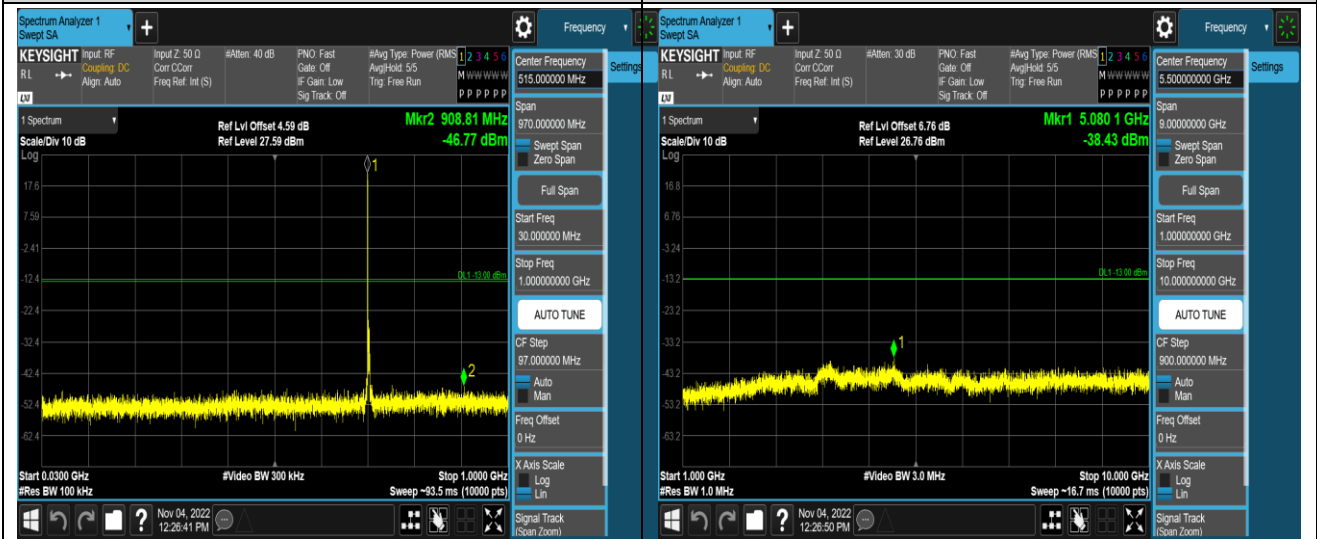 Spectrum Analyzer 1
Swept SA
+
Frequency
KEYSIGHT Input: RF Input Z: 50 Ω #Atten: 40 dB PNO: Fast #Avg Type: Power (RMS 1 2 3 4 5 6
RL Coupling: DC Corr CCorr Gate: Off Avg|Hold: 5/5 M W W W W W
Align: Auto Freq Ref: Int (S) IF Gain: Low Trig: Free Run
LXI Sig Track: Off P P P P P P
1 Spectrum
Ref Lvl Offset 4.59 dB Mkr2 908.81 MHz
Scale/Div 10 dB Ref Level 27.59 dBm -46.77 dBm
Log
1
17.6
7.59
-2.41
DL1 -13.00 dBm
-12.4
-22.4
-32.4
-42.4
2
-52.4
-62.4
Start 0.0300 GHz #Video BW 300 kHz Stop 1.0000 GHz
#Res BW 100 kHz Sweep ~93.5 ms (10000 pts)
Nov 04, 2022
12:26:41 PM
?
Center Frequency
515.000000 MHz
Settings
Span
970.000000 MHz
Swept Span
Zero Span
Full Span
Start Freq
30.000000 MHz
Stop Freq
1.000000000 GHz
AUTO TUNE
CF Step
97.000000 MHz
Auto
Man
Freq Offset
0 Hz
X Axis Scale
Log
Lin
Signal Track
(Span Zoom)
Spectrum Analyzer 1
Swept SA
+
Frequency
KEYSIGHT Input: RF Input Z: 50 Ω #Atten: 30 dB PNO: Fast #Avg Type: Power (RMS 1 2 3 4 5 6
RL Coupling: DC Corr CCorr Gate: Off Avg|Hold: 5/5 M W W W W W
Align: Auto Freq Ref: Int (S) IF Gain: Low Trig: Free Run
LXI Sig Track: Off P P P P P P
1 Spectrum
Ref Lvl Offset 6.76 dB Mkr1 5.080 1 GHz
Scale/Div 10 dB Ref Level 26.76 dBm -38.43 dBm
Log
16.8
6.76
-3.24
DL1 -13.00 dBm
-13.2
-23.2
-33.2
1
-43.2
-53.2
-63.2
Start 1.000 GHz #Video BW 3.0 MHz Stop 10.000 GHz
#Res BW 1.0 MHz Sweep ~16.7 ms (10000 pts)
Nov 04, 2022
12:26:50 PM
?
Center Frequency
5.500000000 GHz
Settings
Span
9.00000000 GHz
Swept Span
Zero Span
Full Span
Start Freq
1.000000000 GHz
Stop Freq
10.000000000 GHz
AUTO TUNE
CF Step
900.000000 MHz
Auto
Man
Freq Offset
0 Hz
X Axis Scale
Log
Lin
Signal Track
(Span Zoom)